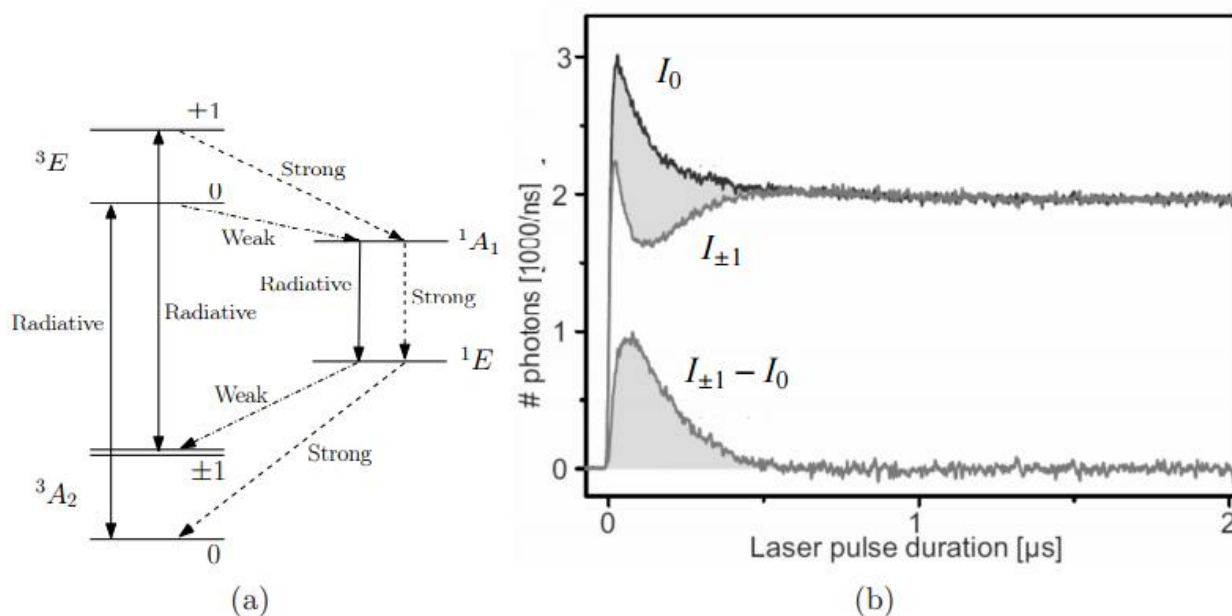 +1
³E
Strong
0
Weak
¹A₁
Radiative
Radiative
Radiative
Strong
¹E
Weak
Strong
±1
³A₂
0
(a)
3
I₀
2
# photons [1000/ns]
I±₁
1
I±₁ − I₀
0
0
1
2
Laser pulse duration [µs]
(b)